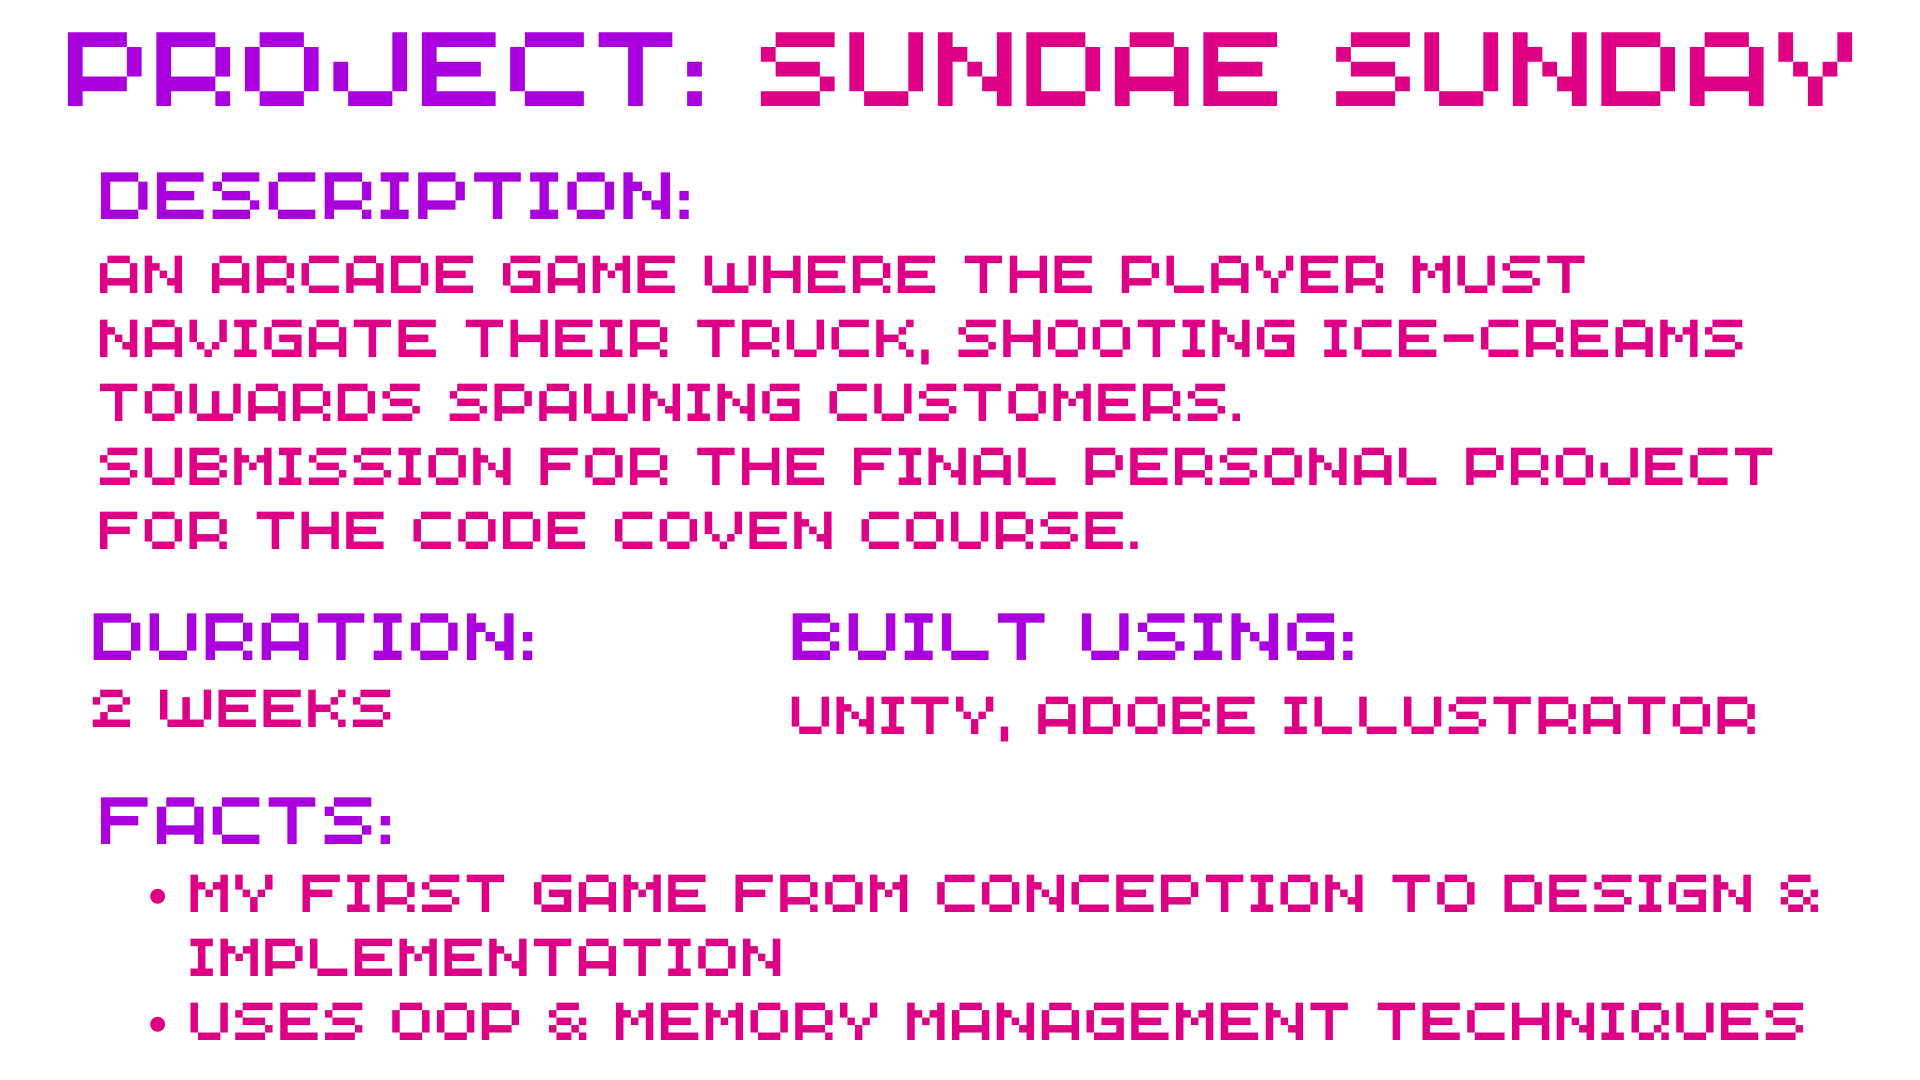 PROJECT: SUNDAE SUNDAY
DESCRIPTION:
AN ARCADE GAME WHERE THE PLAYER MUST
NAVIGATE THEIR TRUCK, SHOOTING ICE-CREAMS
TOWARDS SPAWNING CUSTOMERS.
SUBMISSION FOR THE FINAL PERSONAL PROJECT
FOR THE CODE COVEN COURSE.
DURATION:
2 WEEKS
BUILT USING:
UNITY, ADOBE ILLUSTRATOR
FACTS:
• MY FIRST GAME FROM CONCEPTION TO DESIGN &
IMPLEMENTATION
• USES OOP & MEMORY MANAGEMENT TECHNIQUES